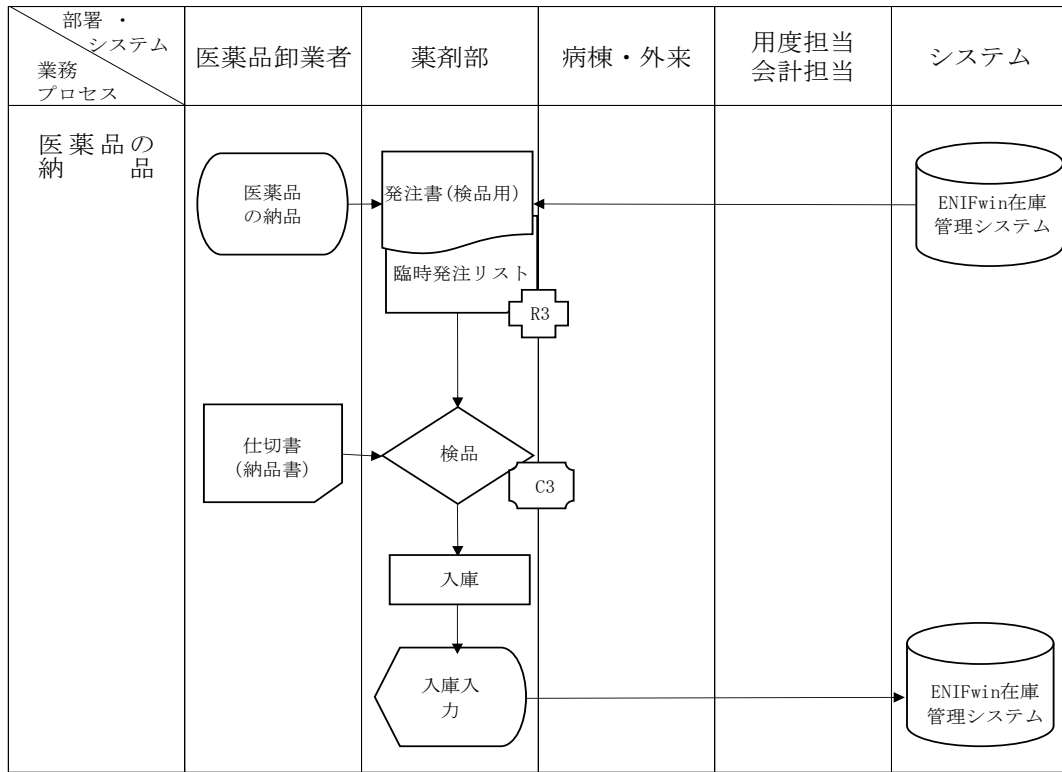 部署 ・
システム
業務
プロセス
医薬品卸業者
薬剤部
病棟・外来
用度担当
会計担当
システム
医薬品の
納　　品
医薬品
の納品
発注書(検品用)
ENIFwin在庫
管理システム
臨時発注リスト
R3
仕切書
(納品書)
検品
C3
入庫
入庫入
力
ENIFwin在庫
管理システム